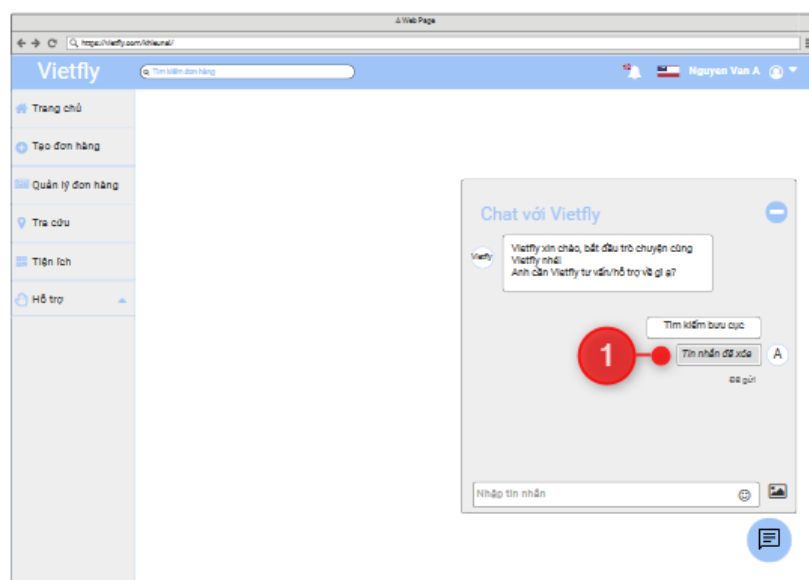 A Web Page
https://vietfly.com/khieunai/
Vietfly
Tìm kiếm đơn hàng
12
Nguyen Van A
Trang chủ
Tạo đơn hàng
Quản lý đơn hàng
Tra cứu
Tiện ích
Hỗ trợ
Chat với Vietfly
Vietfly
Vietfly xin chào, bắt đầu trò chuyện cùng
Vietfly nhé!
Anh cần Vietfly tư vấn/hỗ trợ về gì ạ?
Tìm kiếm bưu cục
1
Tin nhắn đã xóa
A
Đã gửi
Nhập tin nhắn